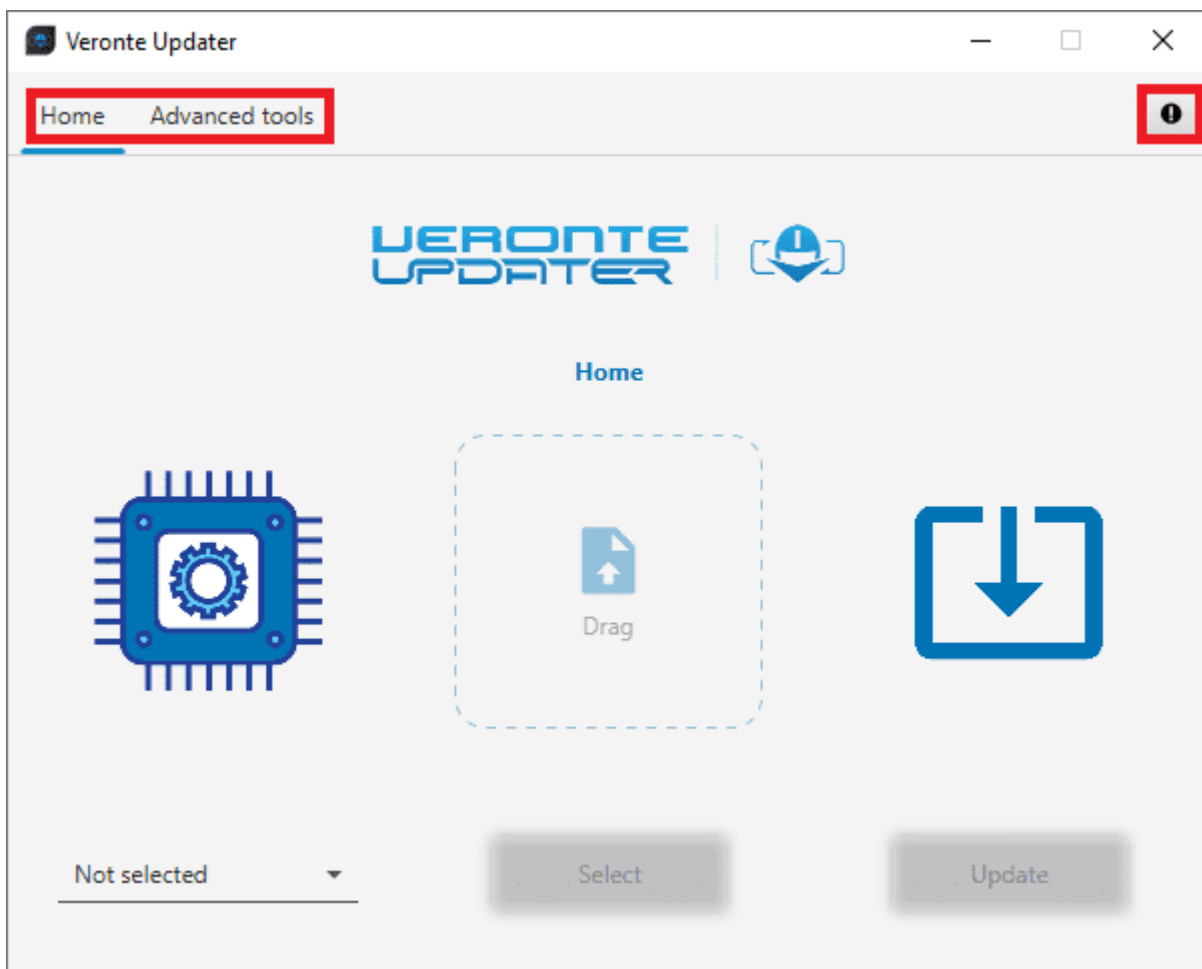 Veronte Updater
Home Advanced tools
VERONTE
UPDATER
Home
Drag
Not selected Select Update